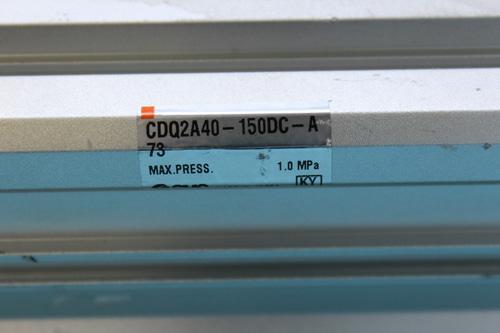 CDQ2A40-150DC-A
73
MAX.PRESS. 1.0 MPa
KY